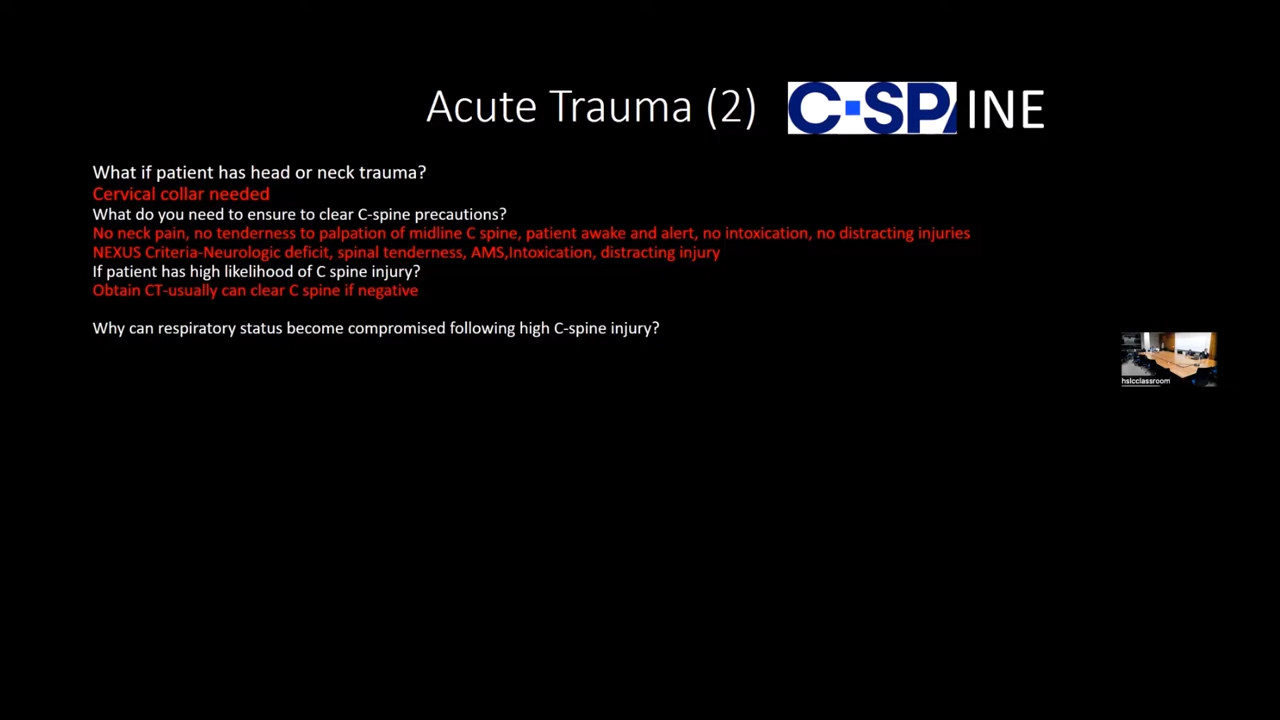 Acute Trauma (2) C-SPINE
What if patient has head or neck trauma?
Cervical collar needed
What do you need to ensure to clear C-spine precautions?
No neck pain, no tenderness to palpation of midline C spine, patient awake and alert, no intoxication, no distracting injuries
NEXUS Criteria-Neurologic deficit, spinal tenderness, AMS,Intoxication, distracting injury
If patient has high likelihood of C spine injury?
Obtain CT-usually can clear C spine if negative
Why can respiratory status become compromised following high C-spine injury?
hslcclassroom